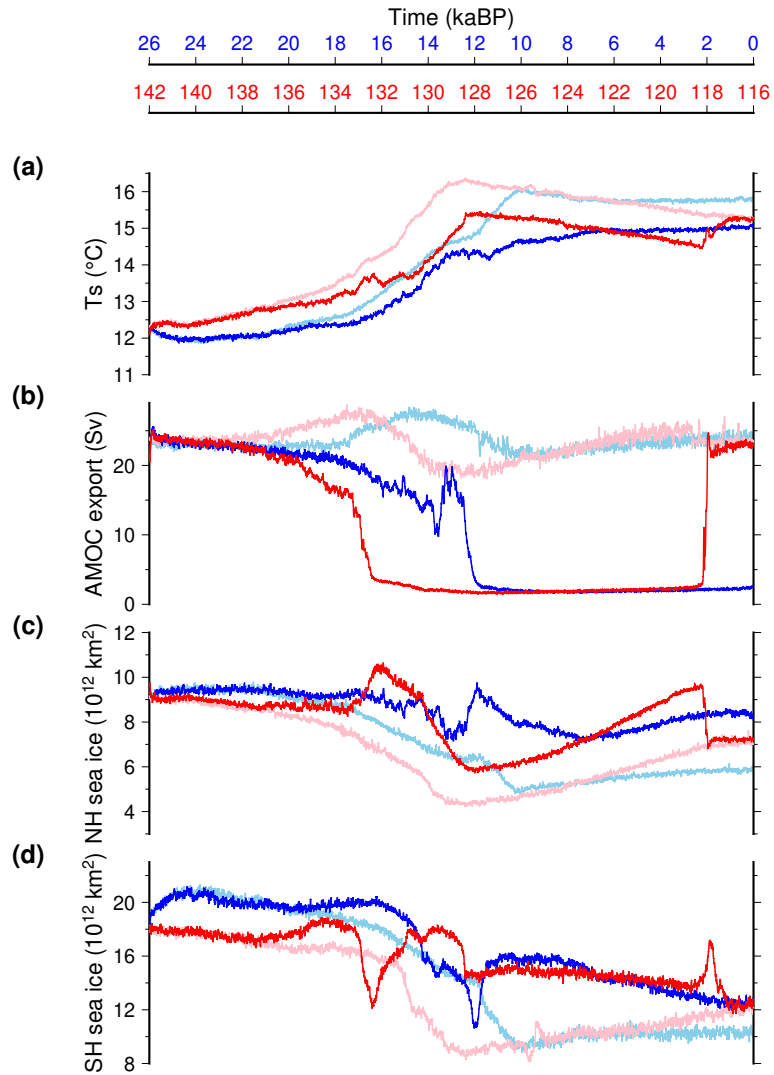 Time (kaBP)
26 24 22 20 18 16 14 12 10 8 6 4 2 0
142 140 138 136 134 132 130 128 126 124 122 120 118 116
(a)
Ts (°C)
16
15
14
13
12
11
(b)
AMOC export (Sv)
20
10
0
(c)
NH sea ice (10¹² km²)
12
10
8
6
4
(d)
SH sea ice (10¹² km²)
20
16
12
8